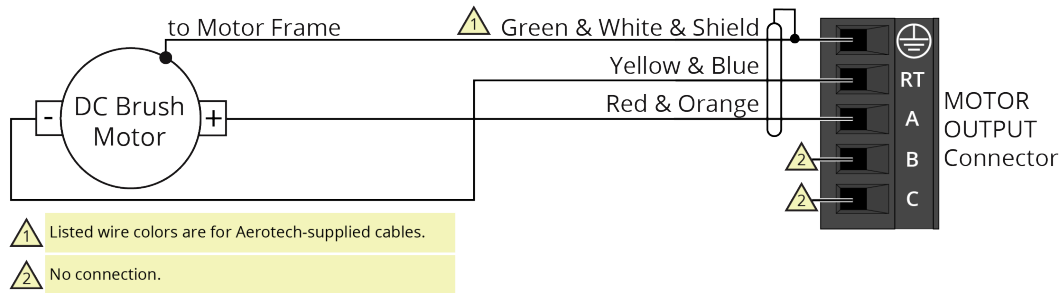 to Motor Frame
1
Green & White & Shield
Yellow & Blue
RT
Red & Orange
A
MOTOR
OUTPUT
Connector
DC Brush
Motor
-
+
2
B
2
C
1
Listed wire colors are for Aerotech-supplied cables.
2
No connection.